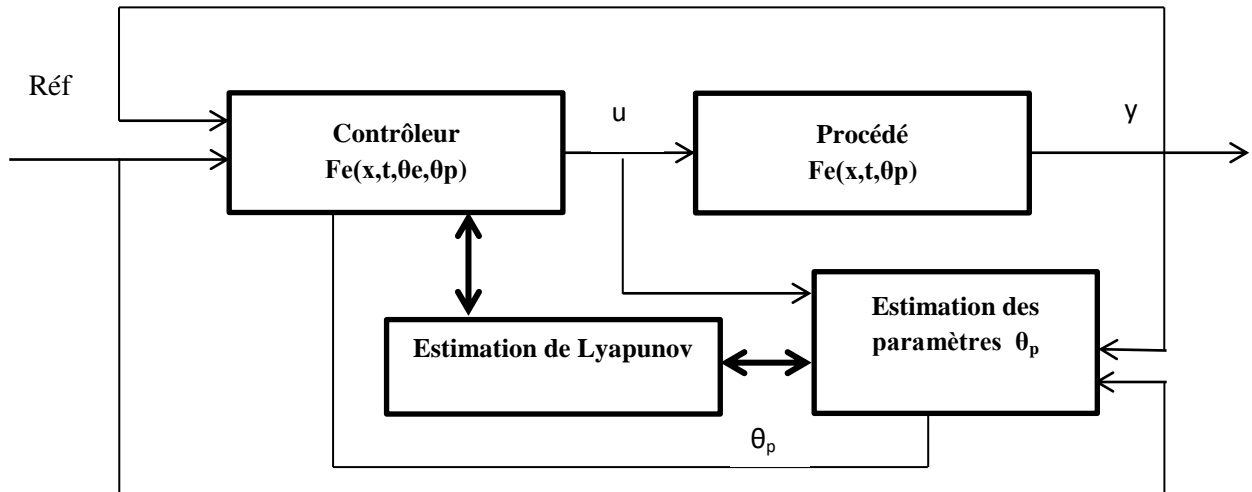 Réf
Contrôleur
Fe(x,t,θe,θp)
u
Procédé
Fe(x,t,θp)
y
Estimation des
paramètres θₚ
Estimation de Lyapunov
θₚ